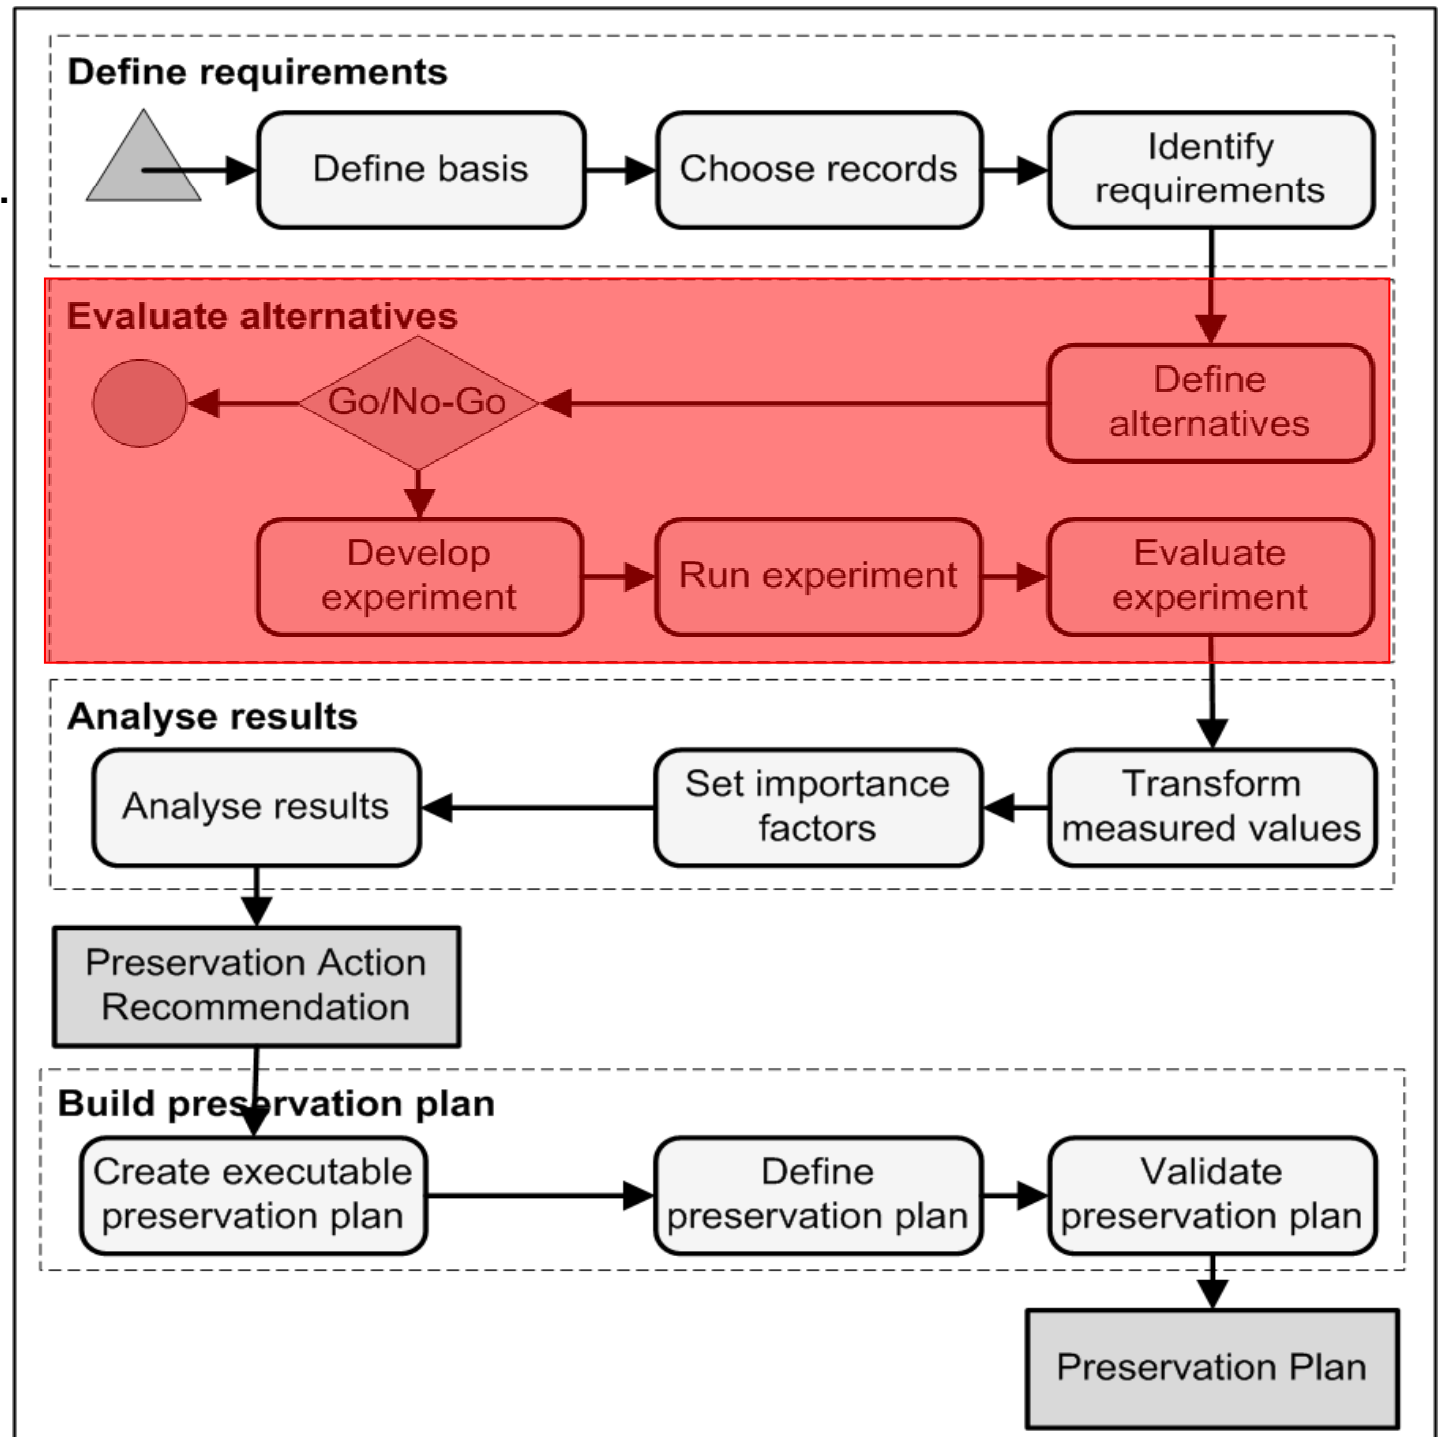 Define requirements
Define basis
Choose records
Identify
requirements
.
Evaluate alternatives
Go/No-Go
Define
alternatives
Develop
experiment
Run experiment
Evaluate
experiment
Analyse results
Analyse results
Set importance
factors
Transform
measured values
Preservation Action
Recommendation
Build preservation plan
Create executable
preservation plan
Define
preservation plan
Validate
preservation plan
Preservation Plan